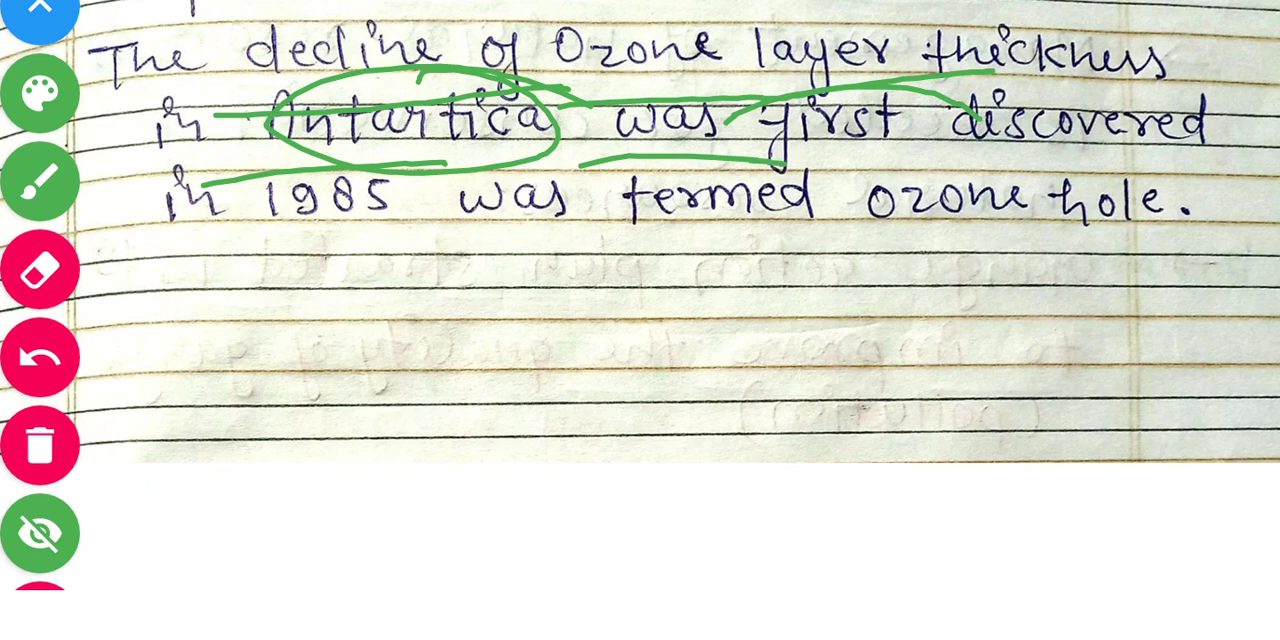 The decline of Ozone layer thickness
in Antartica was first discovered
in 1985 was termed ozone hole.